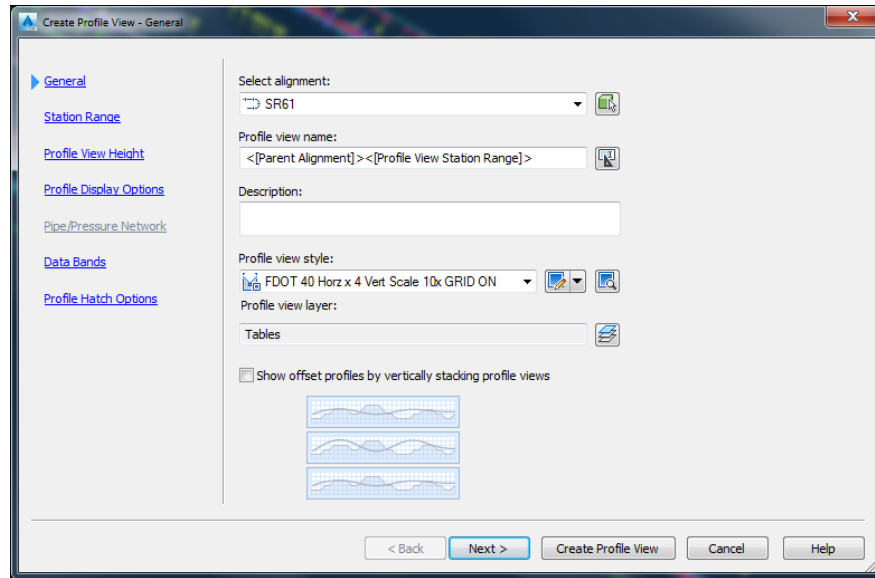 Create Profile View - General
General
Station Range
Profile View Height
Profile Display Options
Pipe/Pressure Network
Data Bands
Profile Hatch Options
Select alignment:
SR61
Profile view name:
<[Parent Alignment]><[Profile View Station Range]>
Description:
Profile view style:
FDOT 40 Horz x 4 Vert Scale 10x GRID ON
Profile view layer:
Tables
Show offset profiles by vertically stacking profile views
< Back
Next >
Create Profile View
Cancel
Help